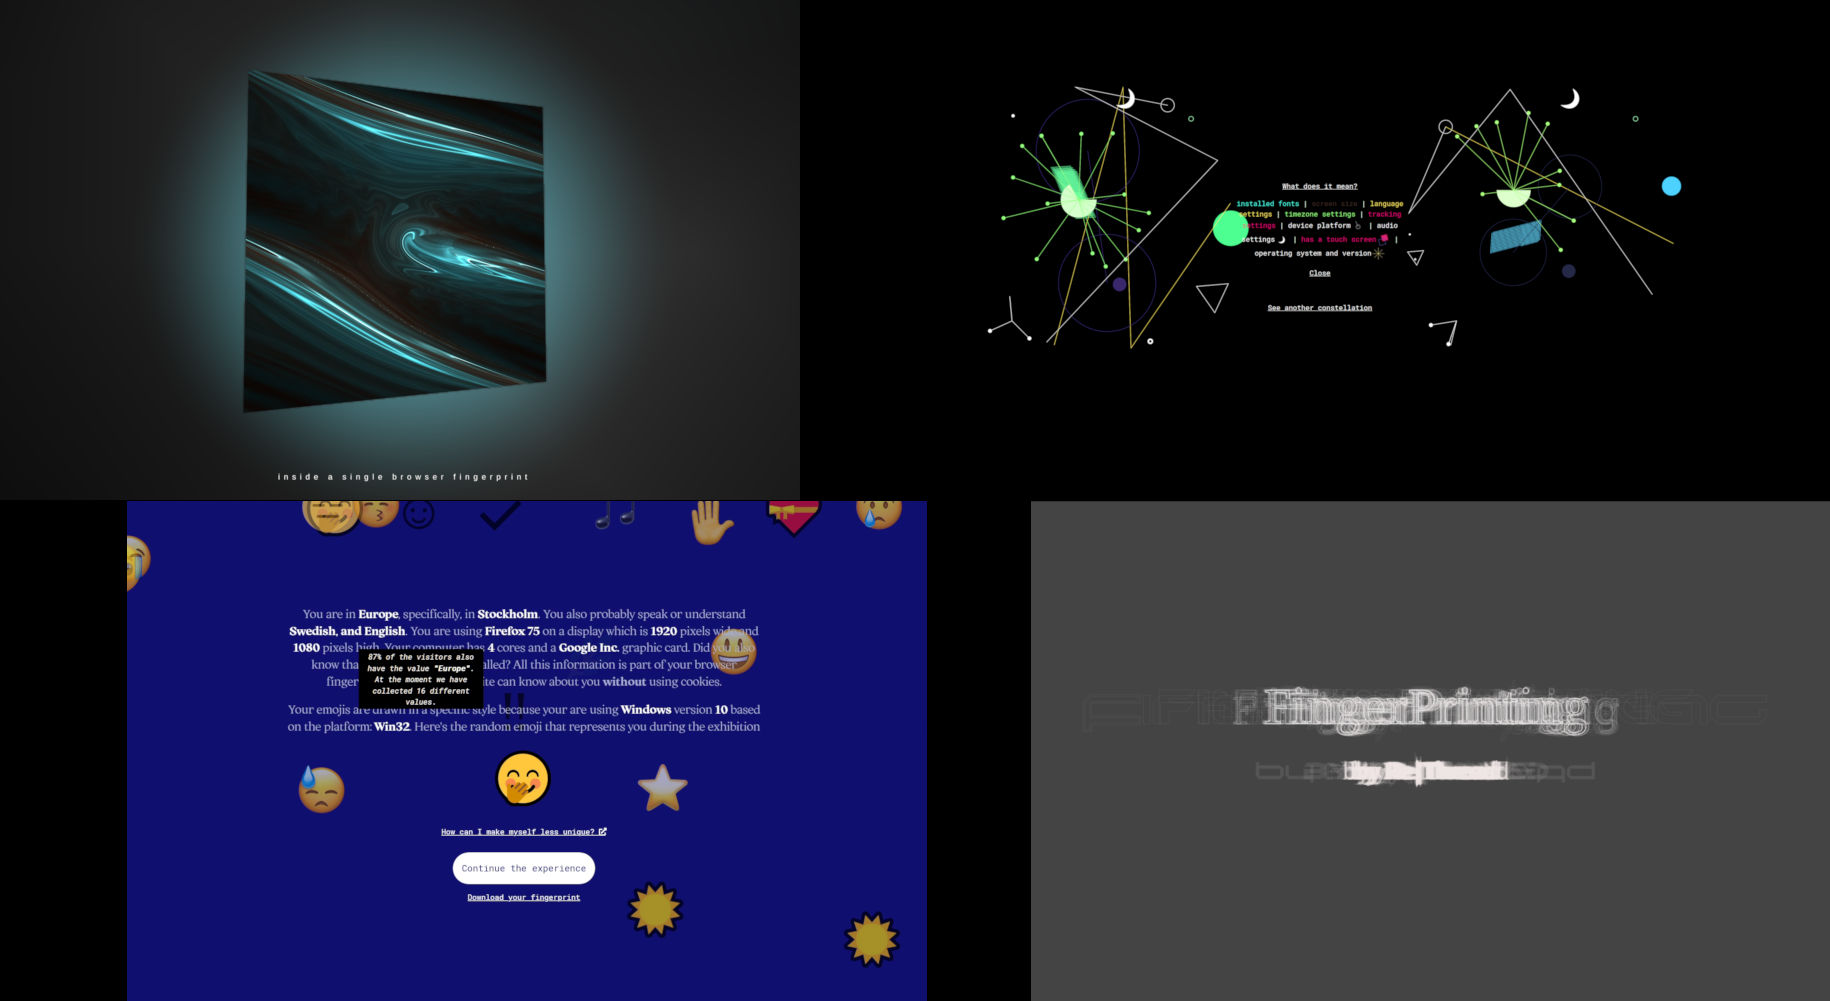 inside a single browser fingerprint
What does it mean?
installed fonts | screen size | language
settings | timezone settings | tracking
settings | device platform | audio
settings | has a touch screen |
operating system and version
Close
See another constellation
You are in Europe, specifically, in Stockholm. You also probably speak or understand
Swedish, and English. You are using Firefox 75 on a display which is 1920 pixels wide and
1080 pixels high. Your computer has 4 cores and a Google Inc. graphic card. Did you also
know tha alled? All this information is part of your browser
finger ite can know about you without using cookies.
87% of the visitors also
have the value "Europe".
At the moment we have
collected 16 different
values.
Your emojis are drawn in a specific style because your are using Windows version 10 based
on the platform: Win32. Here's the random emoji that represents you during the exhibition
How can I make myself less unique?
Continue the experience
Download your fingerprint
FingerPrinting